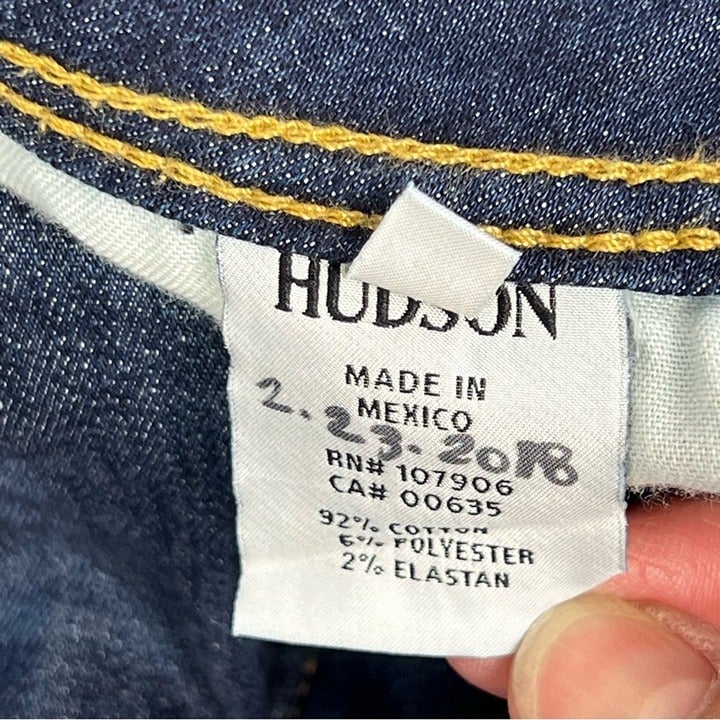 HUDSON
MADE IN
MEXICO
2.23.2018
RN# 107906
CA# 00635
92% COTTON
6% POLYESTER
2% ELASTAN